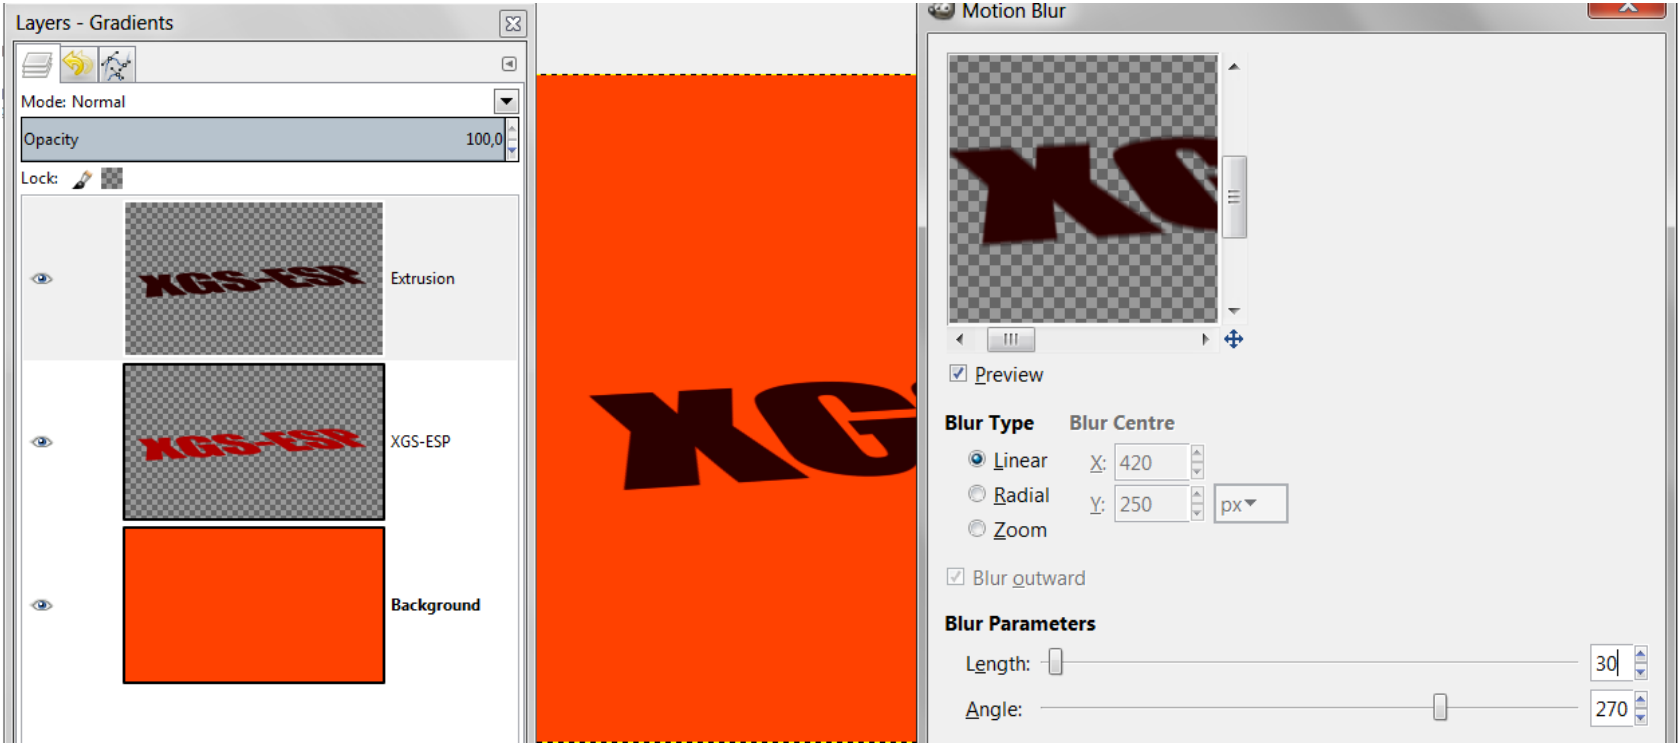 Layers - Gradients
Mode: Normal
Opacity 100,0
Lock:
XGS-ESP
Extrusion
XGS-ESP
XGS-ESP
Background
XGS
Motion Blur
XG
Preview
Blur Type Blur Centre
Linear X: 420
Radial Y: 250 px
Zoom
Blur outward
Blur Parameters
Length: 30
Angle: 270